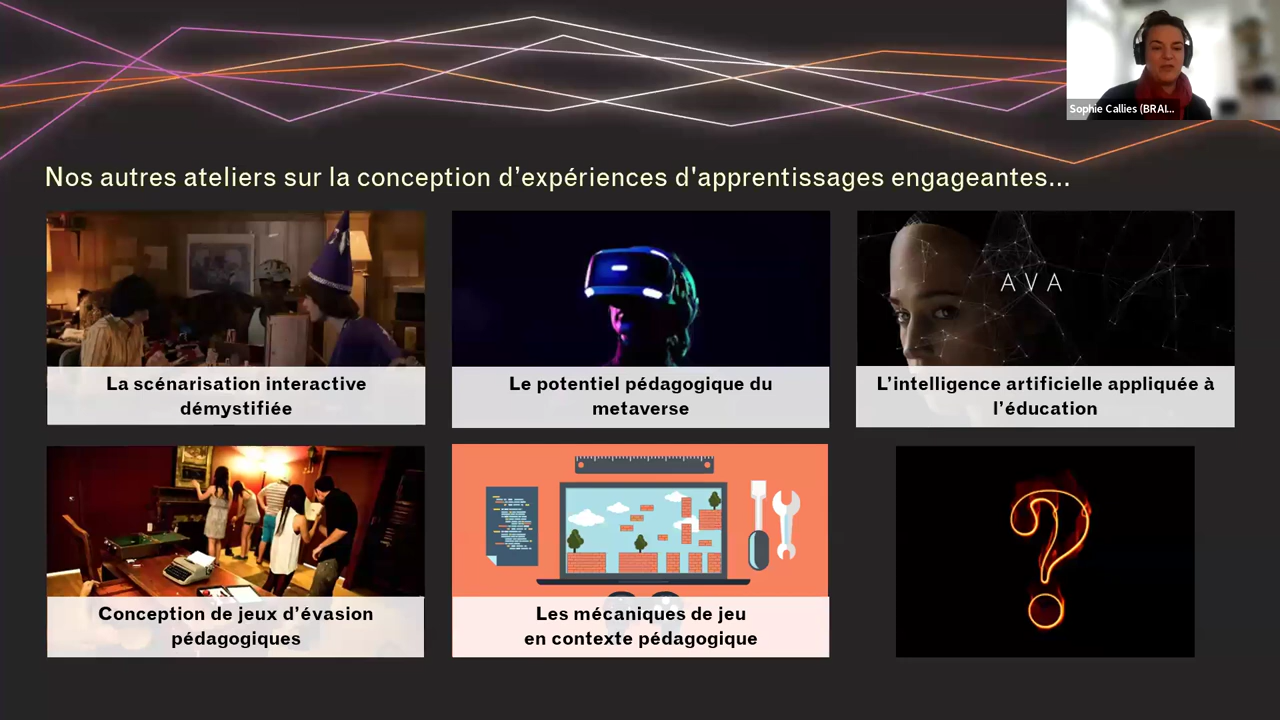 Sophie Callies (BRAI...
Nos autres ateliers sur la conception d’expériences d'apprentissages engageantes...
La scénarisation interactive
démystifiée
Le potentiel pédagogique du
metaverse
AVA
L’intelligence artificielle appliquée à
l’éducation
Conception de jeux d’évasion
pédagogiques
Les mécaniques de jeu
en contexte pédagogique
?